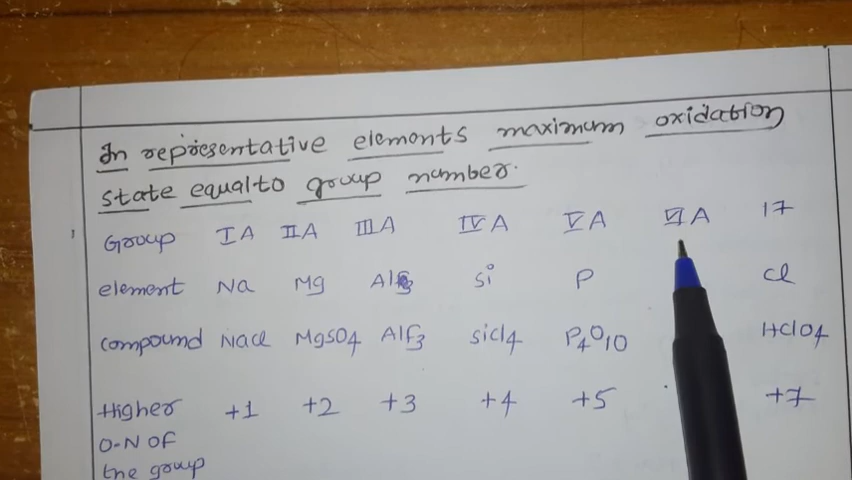 In representative elements maximum oxidation
state equalto group number.
Group IA IIA IIIA IVA VA VIA 17
element Na Mg Si P Cl
compound NaCl MgSO4 AlF3 SiCl4 P4O10 HClO4
Higher +1 +2 +3 +4 +5 +7
O-N OF
the group